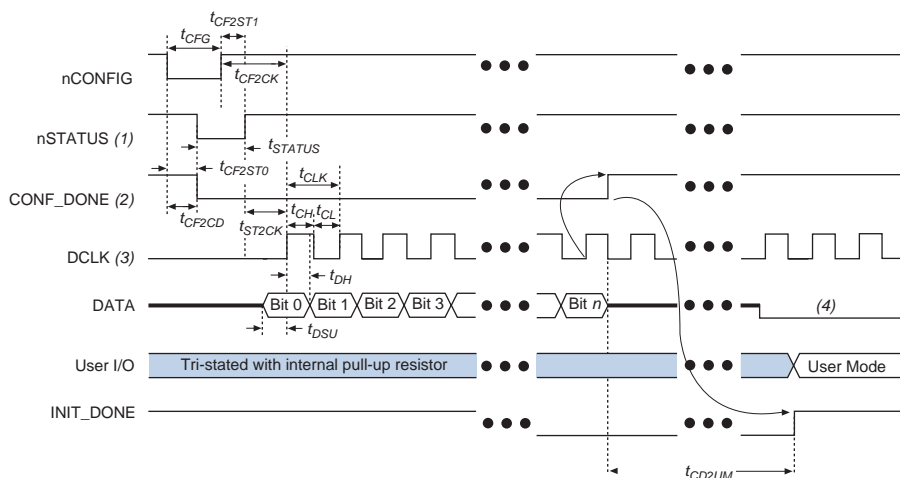 tCF2ST1
tCFG
nCONFIG
tCF2CK
nSTATUS (1)
tSTATUS
tCF2ST0
tCLK
CONF_DONE (2)
tCF2CD
tST2CK
tCH
tCL
DCLK (3)
tDH
DATA
Bit 0
Bit 1
Bit 2
Bit 3
Bit n
(4)
tDSU
User I/O
Tri-stated with internal pull-up resistor
User Mode
INIT_DONE
tCD2UM